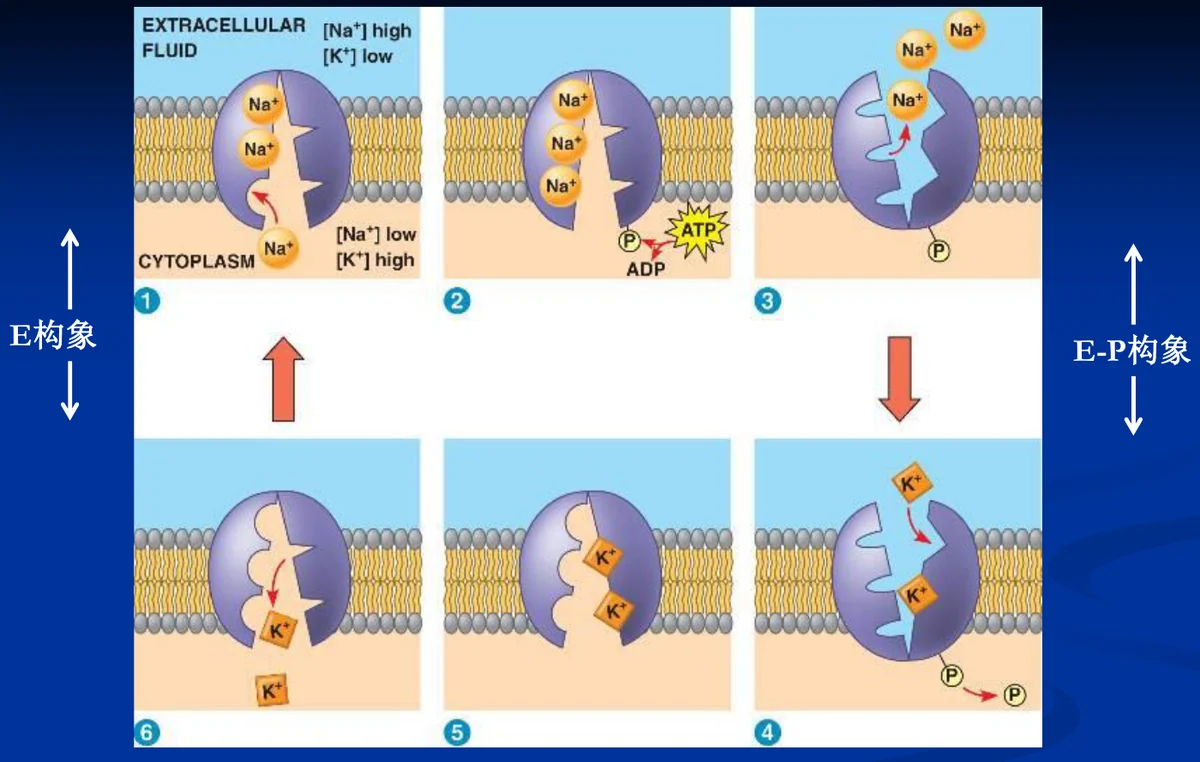 EXTRACELLULAR
FLUID
[Na⁺] high
[K⁺] low
Na⁺
Na⁺
Na⁺
[Na⁺] low
[K⁺] high
CYTOPLASM
1
Na⁺
Na⁺
Na⁺
P
ATP
ADP
2
Na⁺
Na⁺
Na⁺
P
3
E构象
E-P构象
K⁺
K⁺
6
K⁺
K⁺
5
K⁺
K⁺
P
P
4